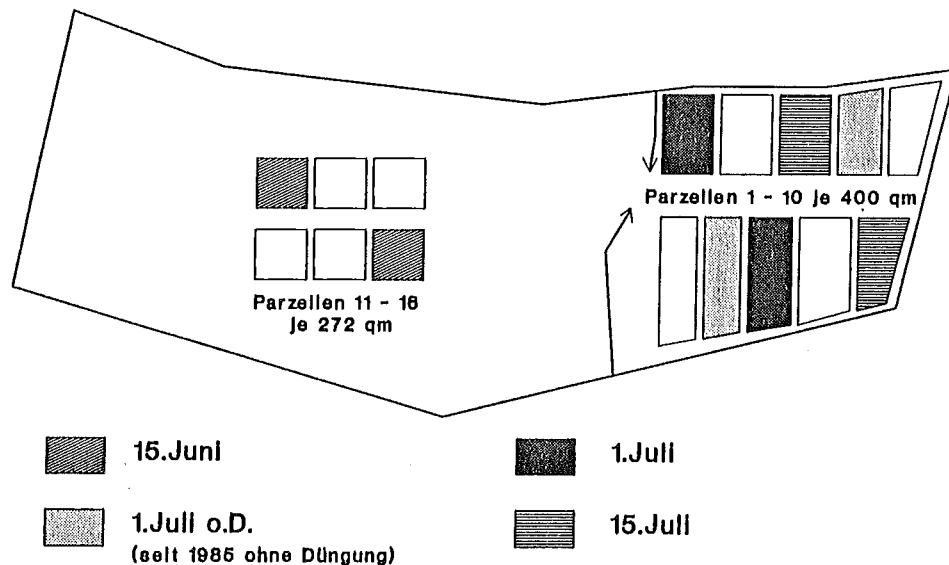 Parzellen 1 - 10 je 400 qm
Parzellen 11 - 16
je 272 qm
15.Juni
1.Juli
1.Juli o.D.
(seit 1985 ohne Düngung)
15.Juli